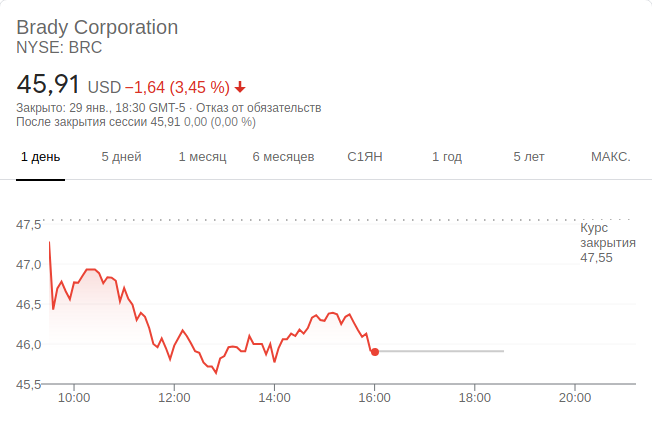 Brady Corporation
NYSE: BRC
45,91 USD −1,64 (3,45 %)
Закрыто: 29 янв., 18:30 GMT-5 · Отказ от обязательств
После закрытия сессии 45,91 0,00 (0,00 %)
1 день 5 дней 1 месяц 6 месяцев С1ЯН 1 год 5 лет МАКС.
47,5
Курс
закрытия
47,55
47,0
46,5
46,0
45,5
10:00 12:00 14:00 16:00 18:00 20:00